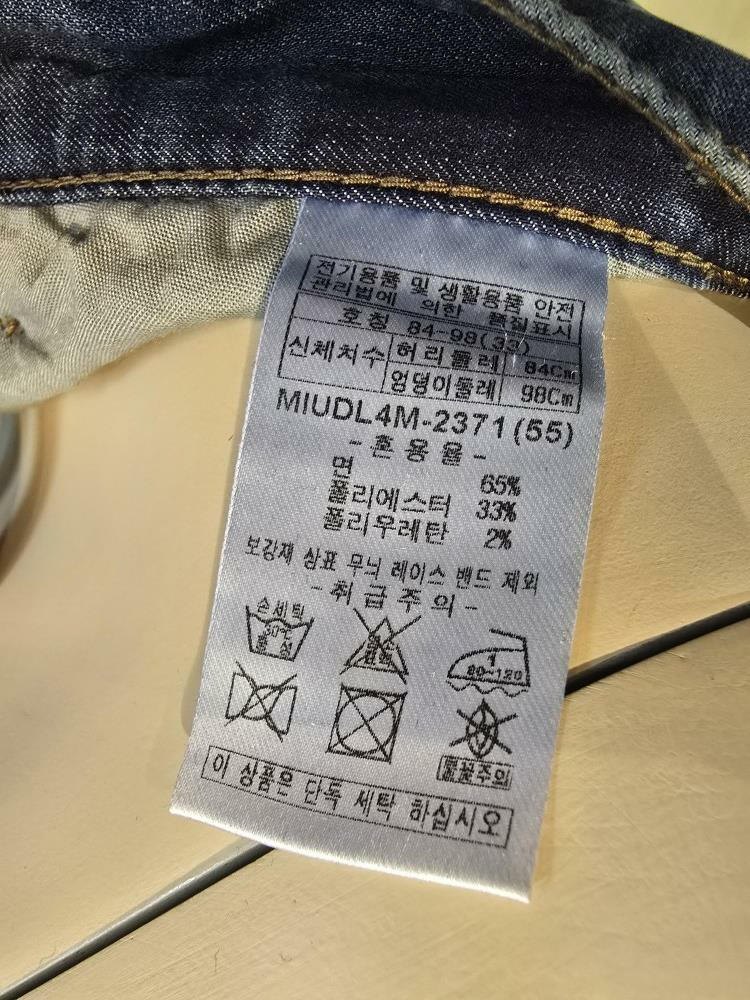 전기용품 및 생활용품 안전
관리법에 의한 품질표시
호칭 84-98(33)
신체치수 허리둘레 84Cm
엉덩이둘레 98Cm
MIUDL4M-2371(55)
-혼용율-
면 65%
폴리에스터 33%
폴리우레탄 2%
보강재 상표 무늬 레이스 밴드 제외
-취급주의-
손세탁
30℃
중성
1
80~120
불꽃주의
이 상품은 단독 세탁 하십시오